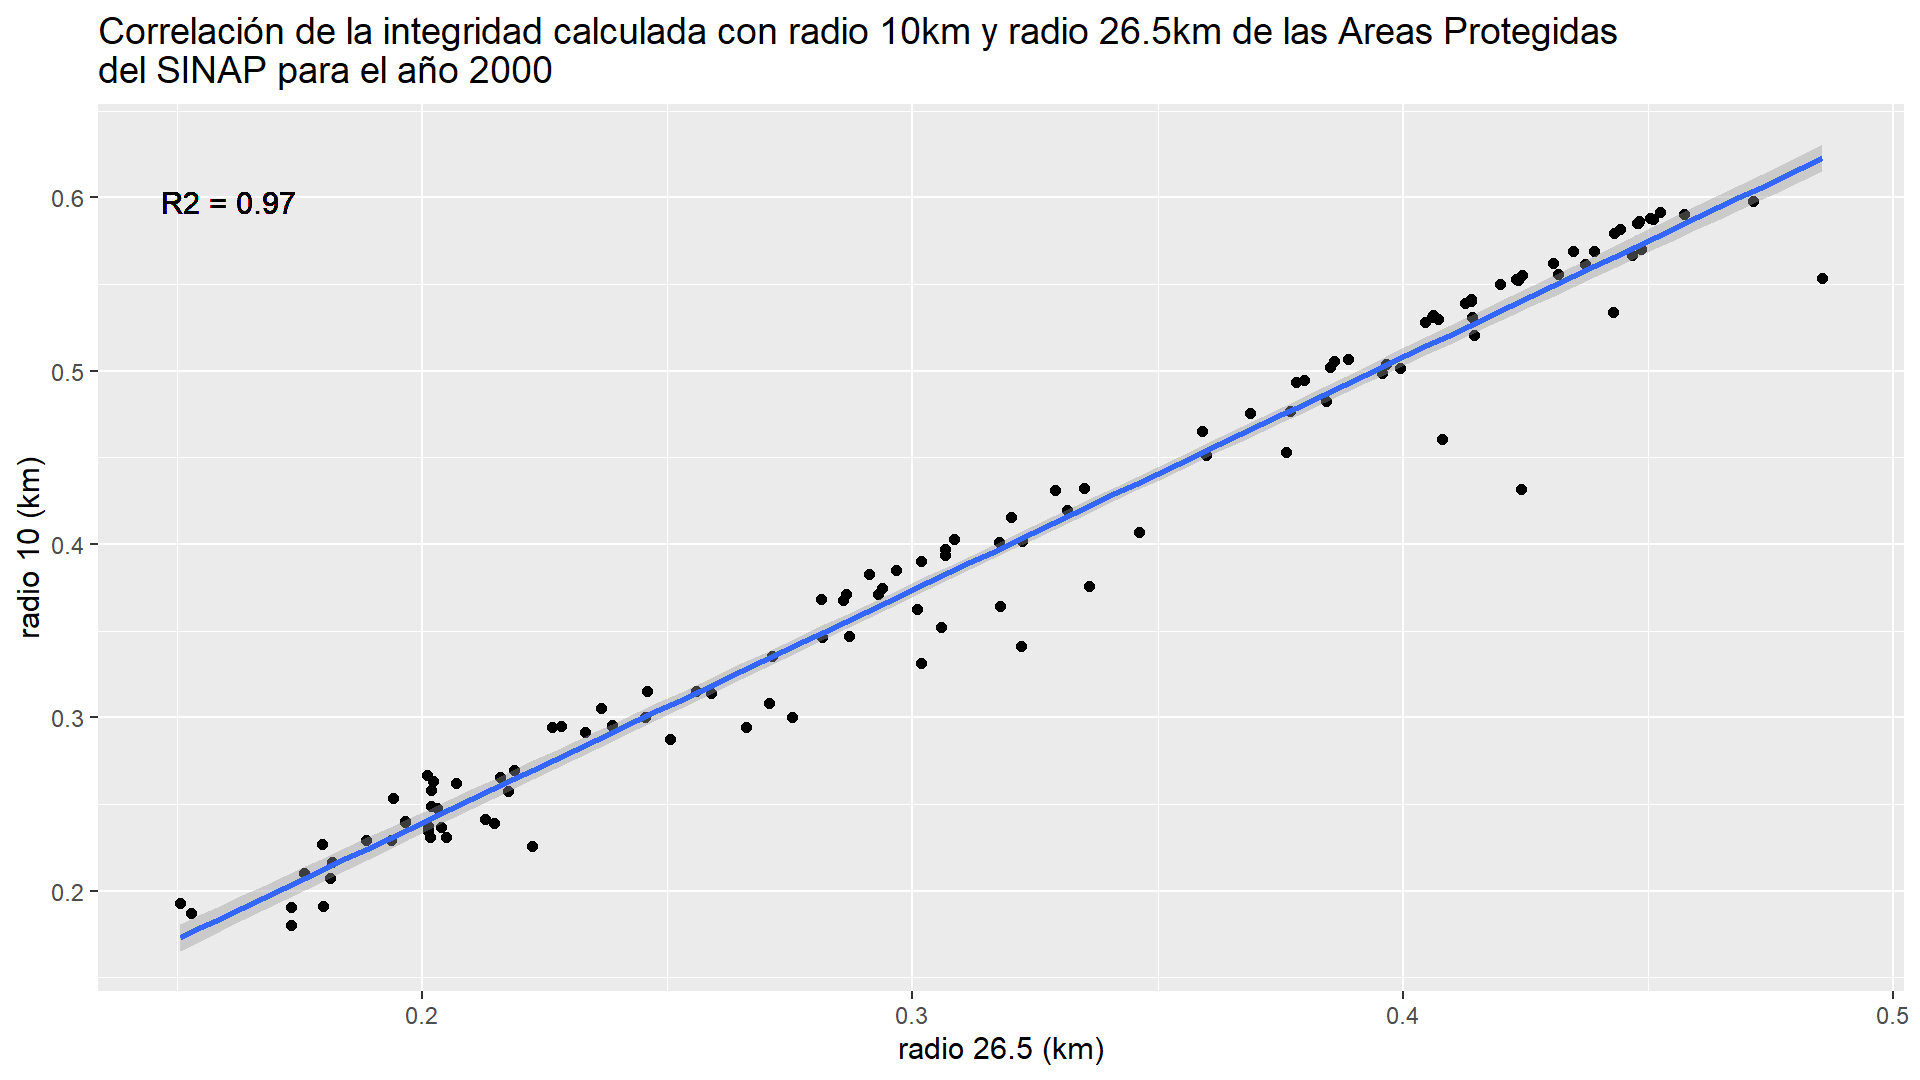 Correlación de la integridad calculada con radio 10km y radio 26.5km de las Areas Protegidas
del SINAP para el año 2000
R2 = 0.97
0.6
0.5
0.4
0.3
0.2
radio 10 (km)
0.2 0.3 0.4 0.5
radio 26.5 (km)